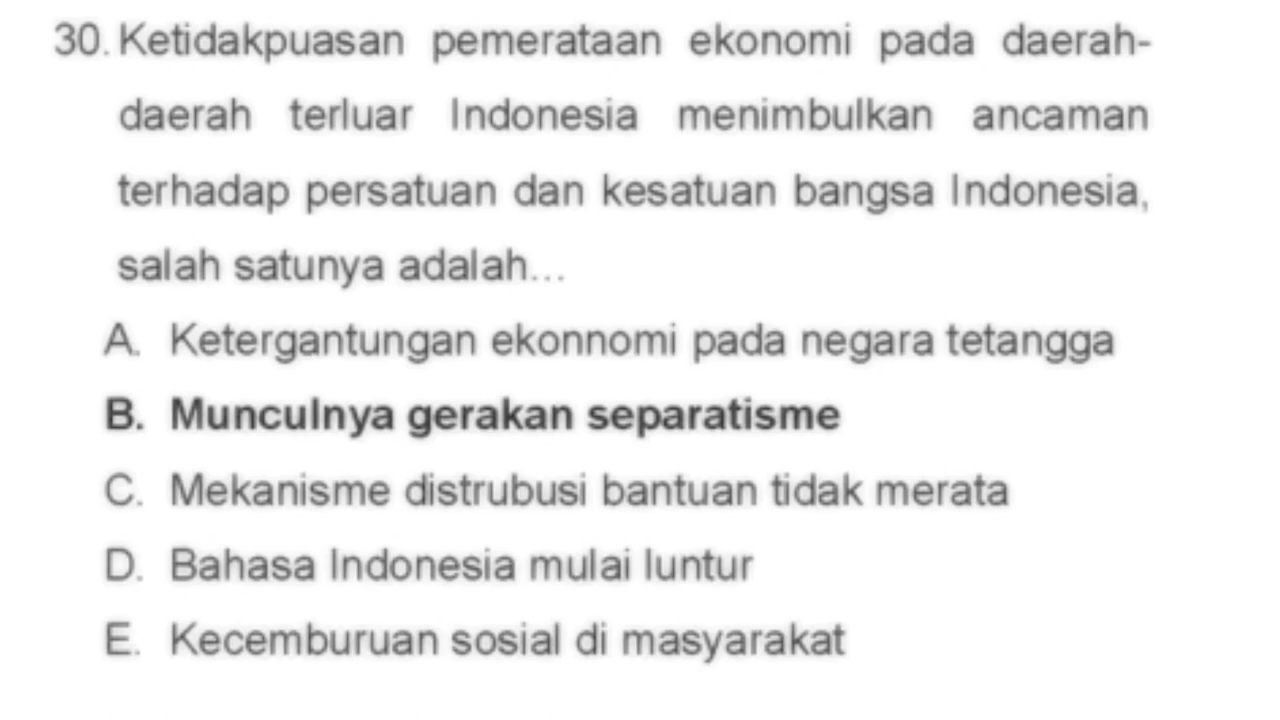 30. Ketidakpuasan pemerataan ekonomi pada daerah-
daerah terluar Indonesia menimbulkan ancaman
terhadap persatuan dan kesatuan bangsa Indonesia,
salah satunya adalah...
A. Ketergantungan ekonnomi pada negara tetangga
B. Munculnya gerakan separatisme
C. Mekanisme distrubusi bantuan tidak merata
D. Bahasa Indonesia mulai luntur
E. Kecemburuan sosial di masyarakat